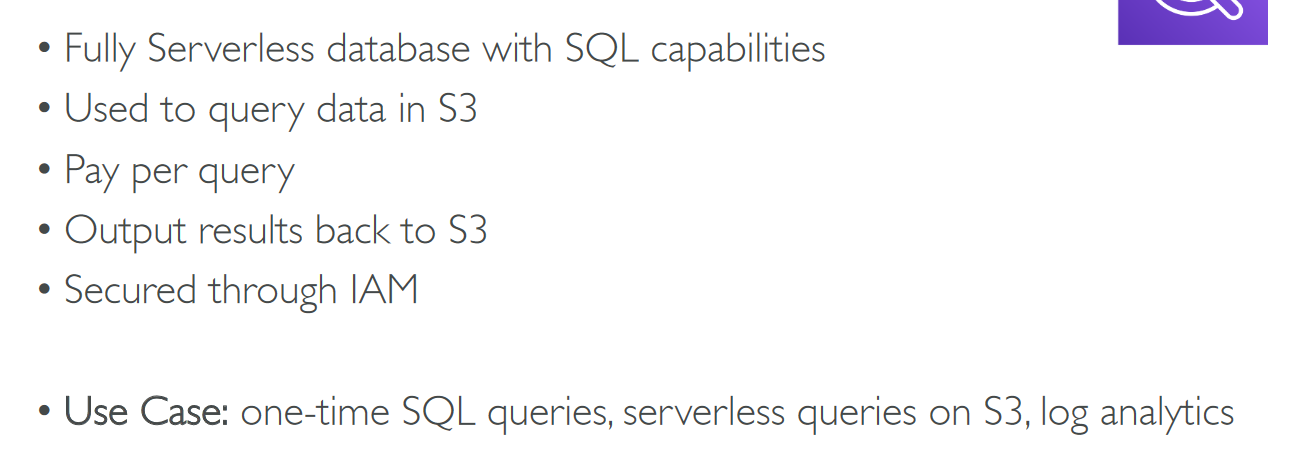 • Fully Serverless database with SQL capabilities
• Used to query data in S3
• Pay per query
• Output results back to S3
• Secured through IAM
• Use Case: one-time SQL queries, serverless queries on S3, log analytics